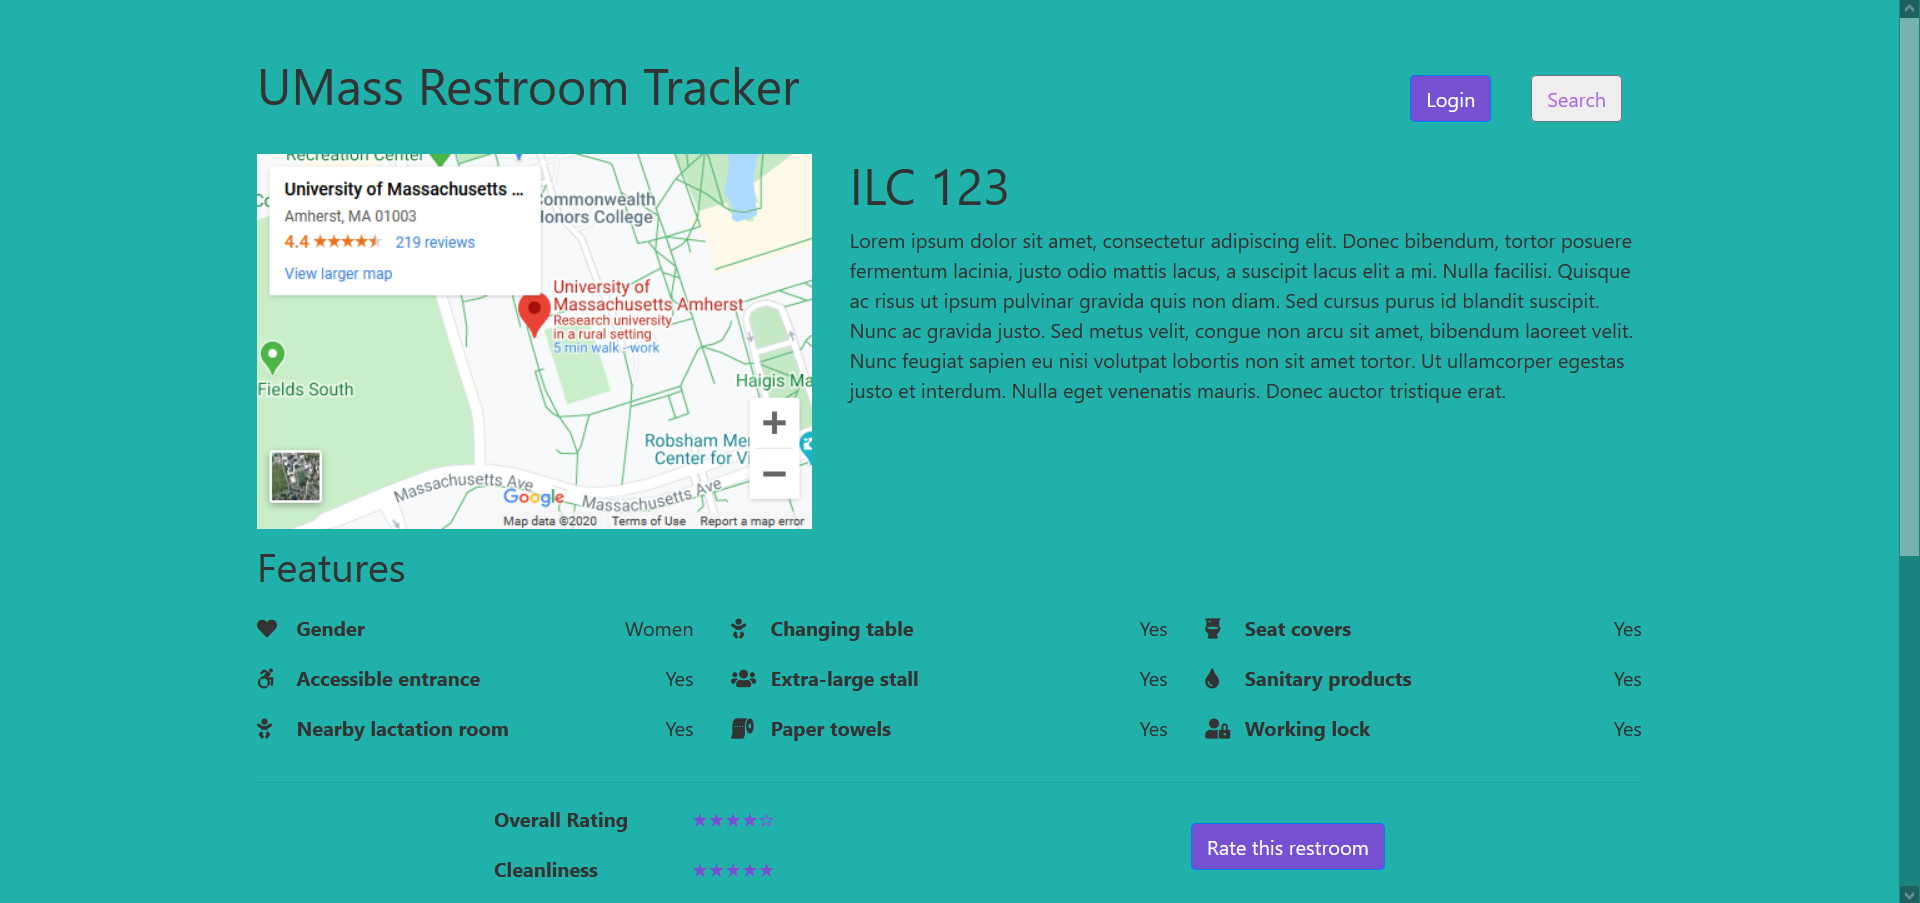 UMass Restroom Tracker
Login
Search
Recreation Center
University of Massachusetts ...
Amherst, MA 01003
4.4 ★★★★★ 219 reviews
View larger map
Commonwealth
Honors College
University of
Massachusetts Amherst
Research university
in a rural setting
5 min walk - work
Fields South
Haigis Ma
Robsham Me
Center for Vi
Massachusetts Ave
Massachusetts Ave
Google
Map data ©2020 Terms of Use Report a map error
ILC 123
Lorem ipsum dolor sit amet, consectetur adipiscing elit. Donec bibendum, tortor posuere
fermentum lacinia, justo odio mattis lacus, a suscipit lacus elit a mi. Nulla facilisi. Quisque
ac risus ut ipsum pulvinar gravida quis non diam. Sed cursus purus id blandit suscipit.
Nunc ac gravida justo. Sed metus velit, congue non arcu sit amet, bibendum laoreet velit.
Nunc feugiat sapien eu nisi volutpat lobortis non sit amet tortor. Ut ullamcorper egestas
justo et interdum. Nulla eget venenatis mauris. Donec auctor tristique erat.
Features
Gender Women
Changing table Yes
Seat covers Yes
Accessible entrance Yes
Extra-large stall Yes
Sanitary products Yes
Nearby lactation room Yes
Paper towels Yes
Working lock Yes
Overall Rating ★★★★☆
Cleanliness ★★★★★
Rate this restroom